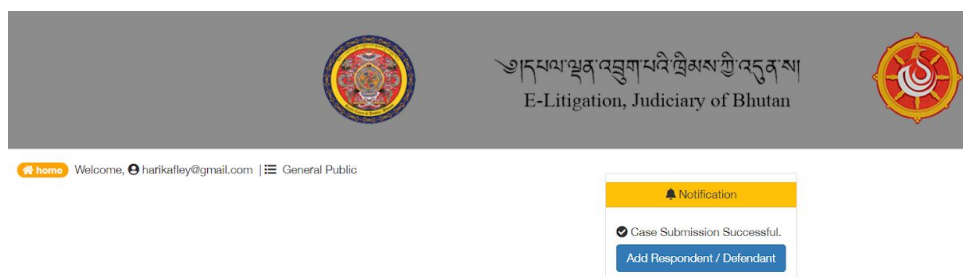 ༄།དཔལ་ལྡན་འབྲུག་པའི་ཁྲིམས་ཀྱི་འདུན་ས།
E-Litigation, Judiciary of Bhutan
home Welcome, harikafley@gmail.com | General Public
Notification
Case Submission Successful.
Add Respondent / Defendant